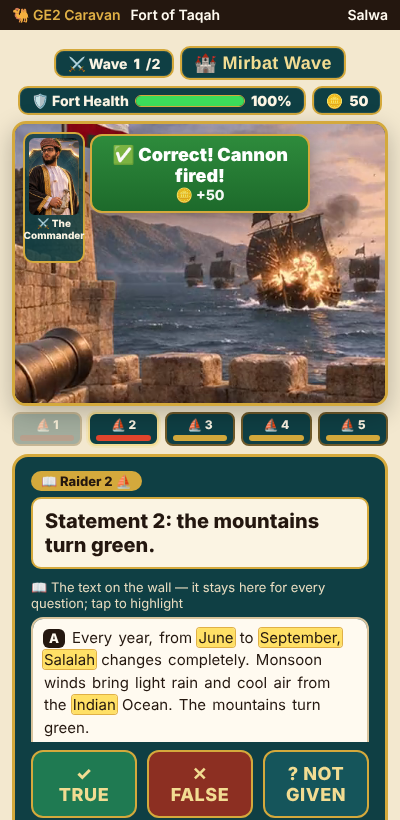 🐫 GE2 Caravan Fort of Taqah Salwa
⚔️ Wave 1 /2
🏰 Mirbat Wave
🛡️ Fort Health 100%
🪙 50
✅ Correct! Cannon
fired!
🪙 +50
⚔️ The
Commander
⛵ 1
⛵ 2
⛵ 3
⛵ 4
⛵ 5
📖 Raider 2 ⛵
Statement 2: the mountains
turn green.
📖 The text on the wall — it stays here for every
question; tap to highlight
A Every year, from June to September,
Salalah changes completely. Monsoon
winds bring light rain and cool air from
the Indian Ocean. The mountains turn
green.
✓
TRUE
✕
FALSE
? NOT
GIVEN